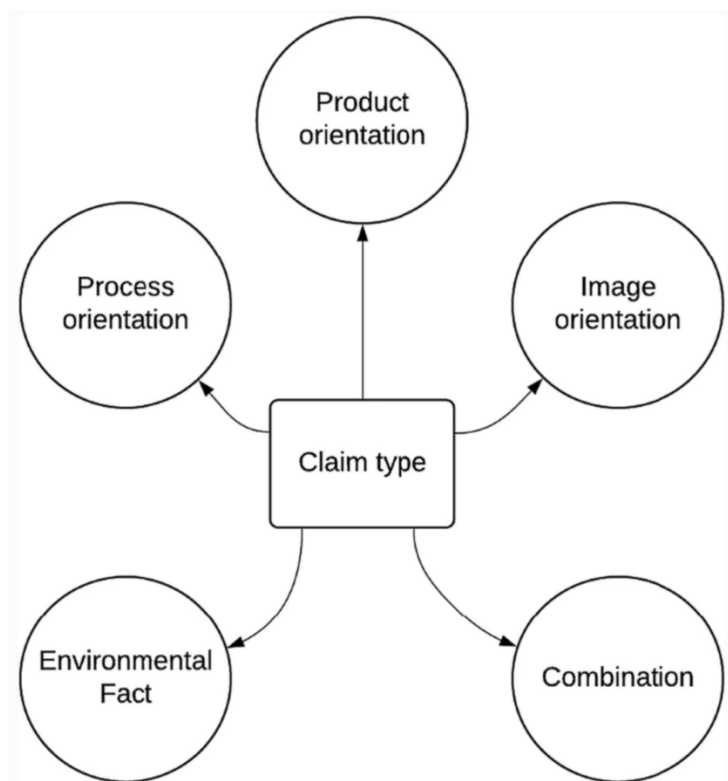 Product
orientation
Process
orientation
Image
orientation
Claim type
Environmental
Fact
Combination